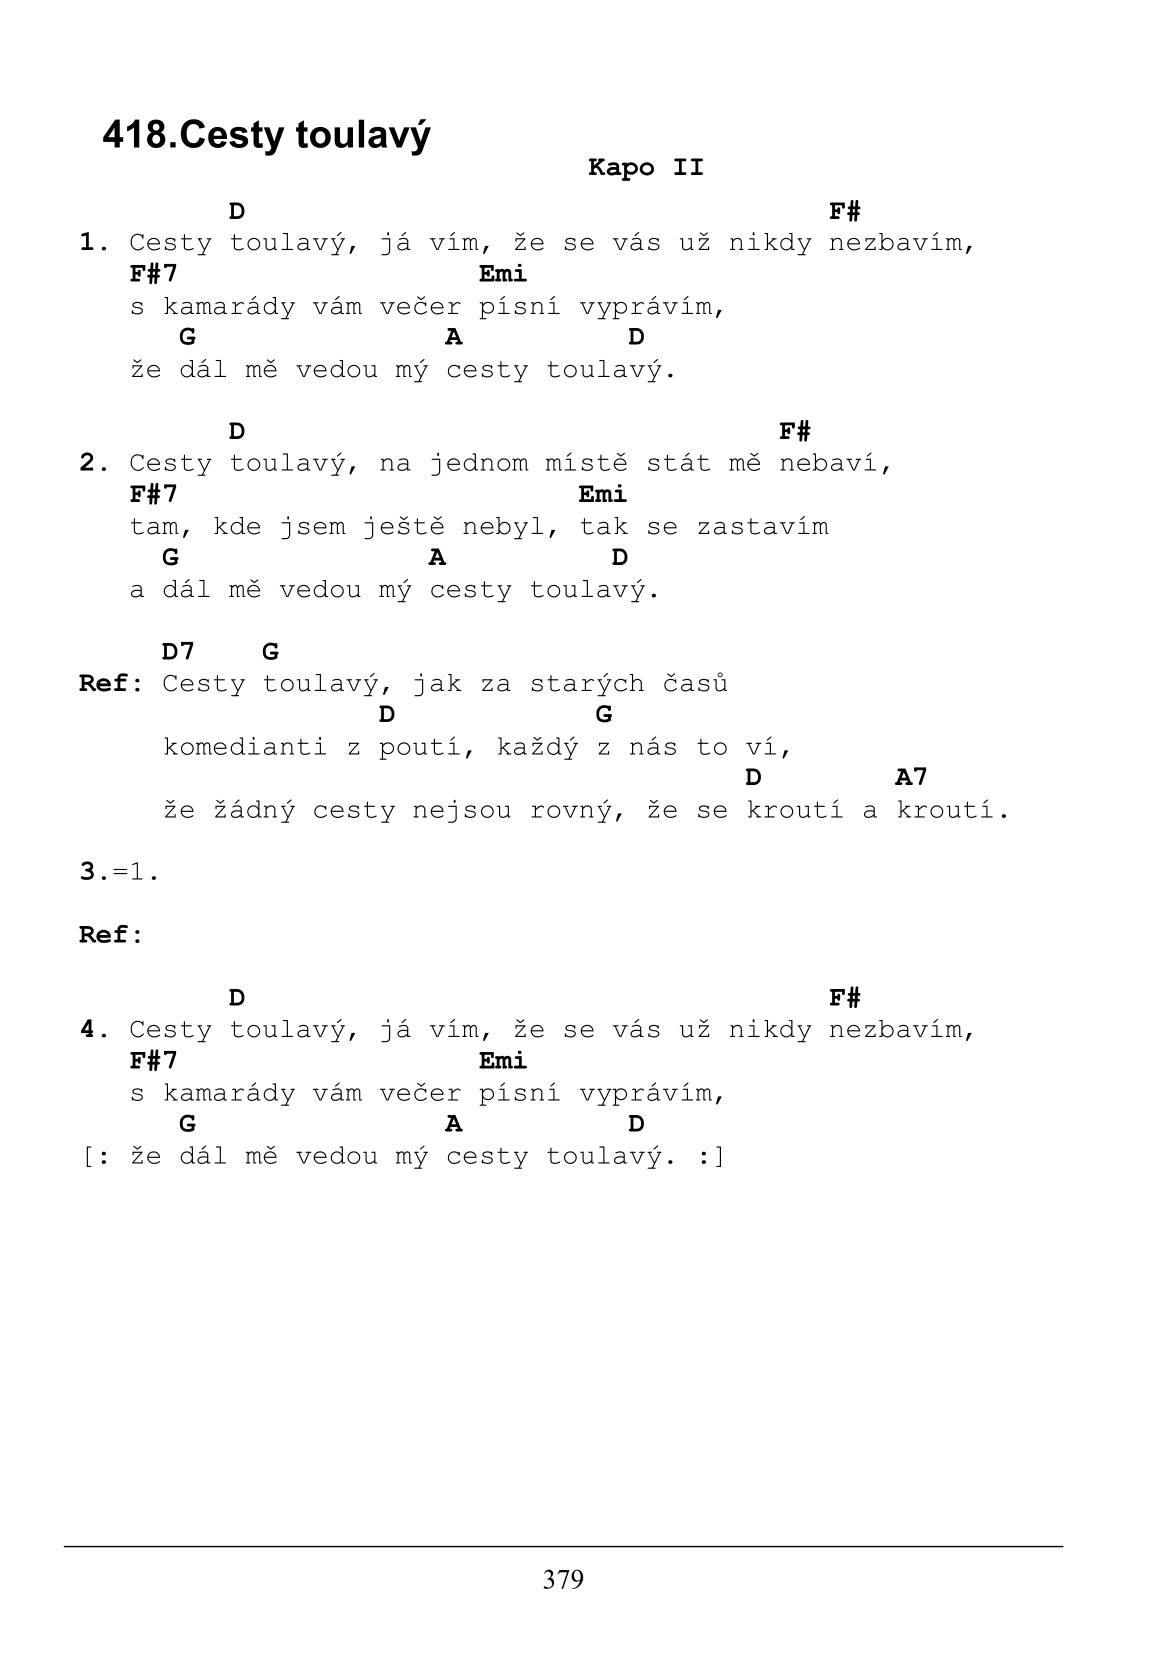 418.Cesty toulavý
Kapo II
D F#
1. Cesty toulavý, já vím, že se vás už nikdy nezbavím,
F#7 Emi
s kamarády vám večer písní vyprávím,
G A D
že dál mě vedou mý cesty toulavý.
D F#
2. Cesty toulavý, na jednom místě stát mě nebaví,
F#7 Emi
tam, kde jsem ještě nebyl, tak se zastavím
G A D
a dál mě vedou mý cesty toulavý.
D7 G
Ref: Cesty toulavý, jak za starých časů
D G
komedianti z poutí, každý z nás to ví,
D A7
že žádný cesty nejsou rovný, že se kroutí a kroutí.
3.=1.
Ref:
D F#
4. Cesty toulavý, já vím, že se vás už nikdy nezbavím,
F#7 Emi
s kamarády vám večer písní vyprávím,
G A D
[: že dál mě vedou mý cesty toulavý. :]
379